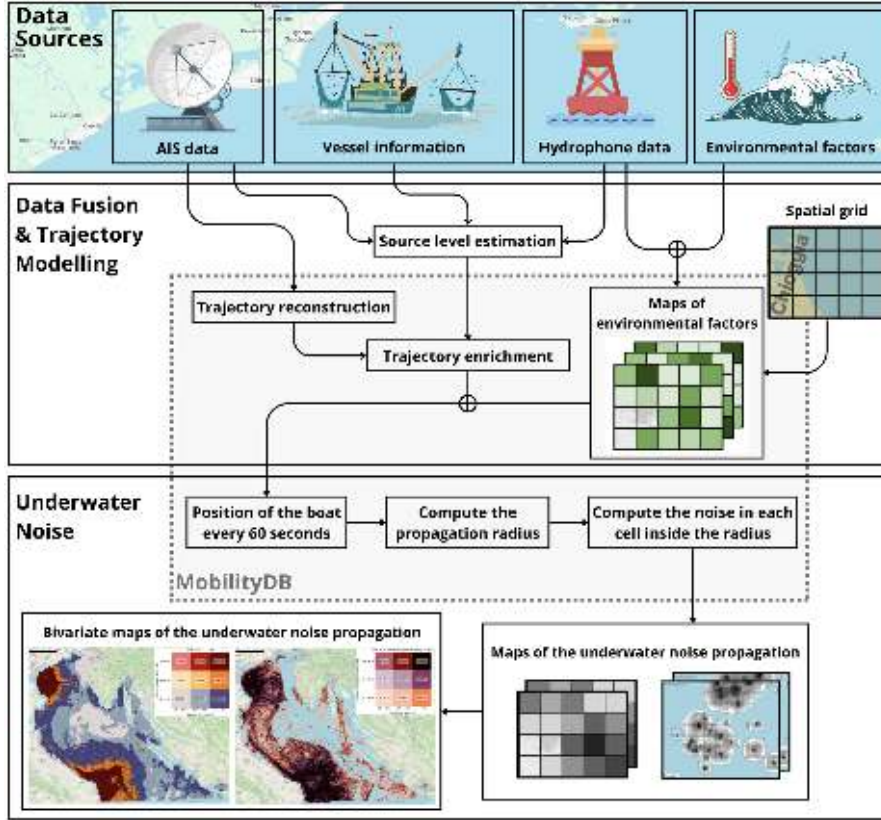 Data
Sources
AIS data
Vessel information
Hydrophone data
Environmental factors
Data Fusion
& Trajectory
Modelling
Spatial grid
Chioggia
Source level estimation
Trajectory reconstruction
Maps of
environmental factors
Trajectory enrichment
Underwater
Noise
Position of the boat
every 60 seconds
Compute the
propagation radius
Compute the noise in each
cell inside the radius
MobilityDB
Bivariate maps of the underwater noise propagation
Maps of the underwater noise propagation